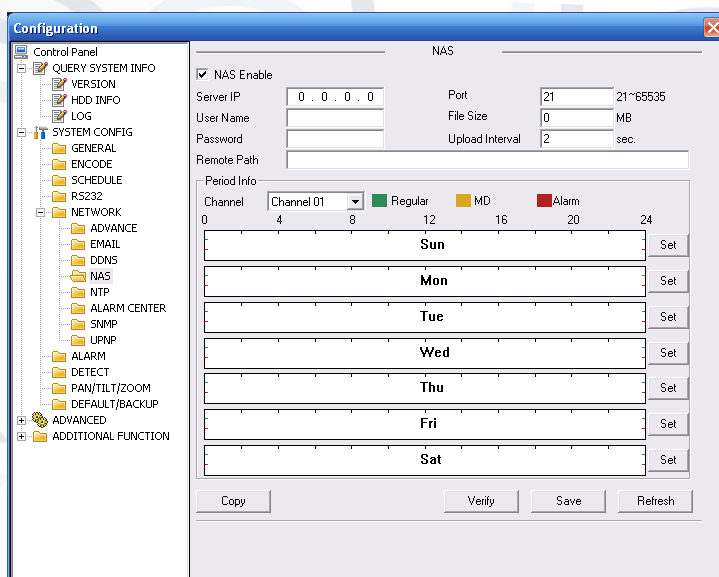 Configuration
Control Panel
QUERY SYSTEM INFO
VERSION
HDD INFO
LOG
SYSTEM CONFIG
GENERAL
ENCODE
SCHEDULE
RS232
NETWORK
ADVANCE
EMAIL
DDNS
NAS
NTP
ALARM CENTER
SNMP
UPNP
ALARM
DETECT
PAN/TILT/ZOOM
DEFAULT/BACKUP
ADVANCED
ADDITIONAL FUNCTION
NAS
NAS Enable
Server IP 0 . 0 . 0 . 0 Port 21 21~65535
User Name File Size 0 MB
Password Upload Interval 2 sec.
Remote Path
Period Info
Channel Channel 01 Regular MD Alarm
0 4 8 12 16 20 24
Sun Set
Mon Set
Tue Set
Wed Set
Thu Set
Fri Set
Sat Set
Copy Verify Save Refresh